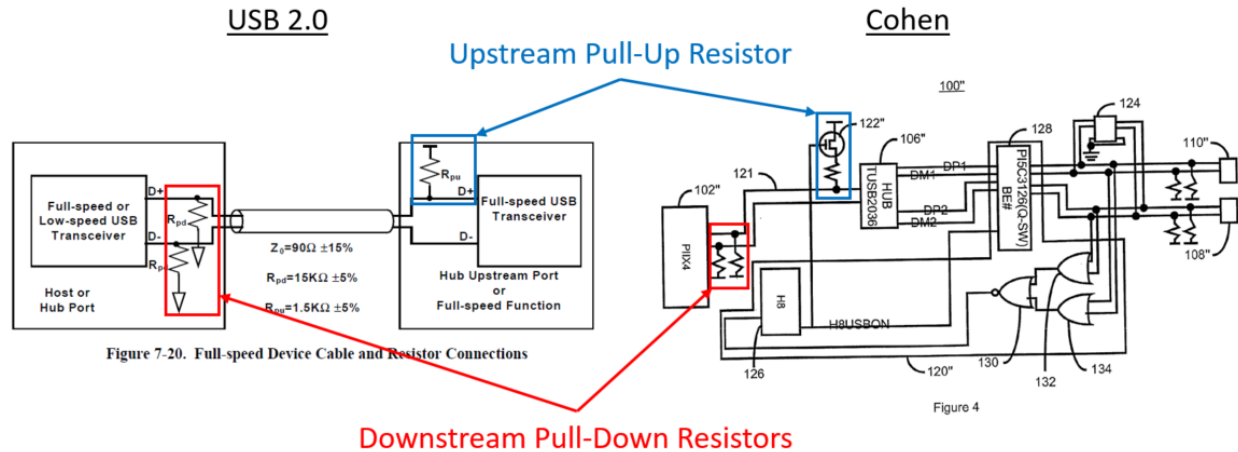 USB 2.0
Cohen
Upstream Pull-Up Resistor
100"
124
122"
128
106"
110"
D+
Rpu
D+
Full-speed or
Low-speed USB
Transceiver
Rpd
D-
Full-speed USB
Transceiver
D-
Z0=90Ω ±15%
Rpd=15KΩ ±5%
Rpu=1.5KΩ ±5%
Host or
Hub Port
Hub Upstream Port
or
Full-speed Function
Figure 7-20. Full-speed Device Cable and Resistor Connections
121
HUB
TUSB2036
DP1
DM1
DP2
DM2
PI5C3126(Q-SW)
BE#
102"
PIIX4
108"
H8
H8USBON
126
130
132
134
120"
Figure 4
Downstream Pull-Down Resistors